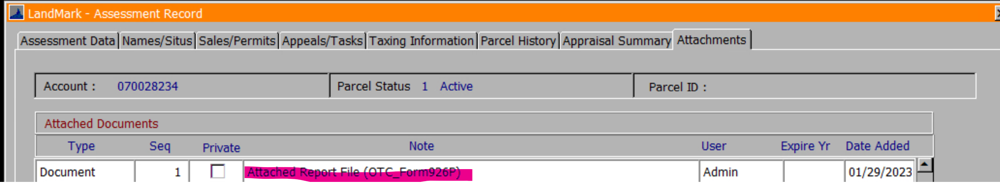 LandMark - Assessment Record
Assessment Data Names/Situs Sales/Permits Appeals/Tasks Taxing Information Parcel History Appraisal Summary Attachments
Account : 070028234 Parcel Status 1 Active Parcel ID :
Attached Documents
Type Seq Private Note User Expire Yr Date Added
Document 1 Attached Report File (OTC_Form926P) Admin 01/29/2023